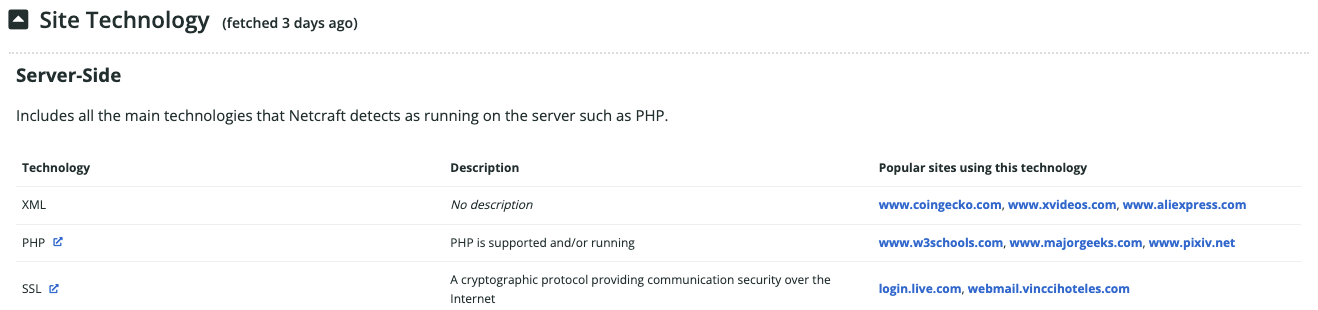 Site Technology (fetched 3 days ago)
Server-Side
Includes all the main technologies that Netcraft detects as running on the server such as PHP.
Technology Description Popular sites using this technology
XML No description www.coingecko.com, www.xvideos.com, www.aliexpress.com
PHP PHP is supported and/or running www.w3schools.com, www.majorgeeks.com, www.pixiv.net
SSL A cryptographic protocol providing communication security over the
Internet login.live.com, webmail.vinccihoteles.com